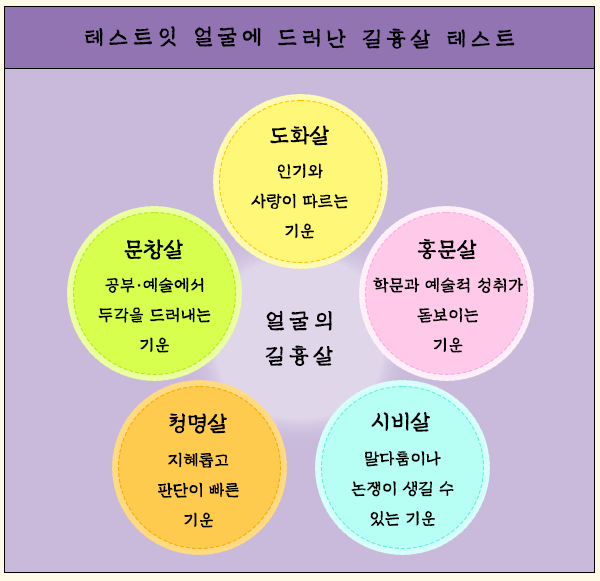 테스트잇 얼굴에 드러난 길흉살 테스트
도화살
인기와
사랑이 따르는
기운
문창살
공부·예술에서
두각을 드러내는
기운
홍문살
학문과 예술적 성취가
돋보이는
기운
얼굴의
길흉살
청명살
지혜롭고
판단이 빠른
기운
시비살
말다툼이나
논쟁이 생길 수
있는 기운